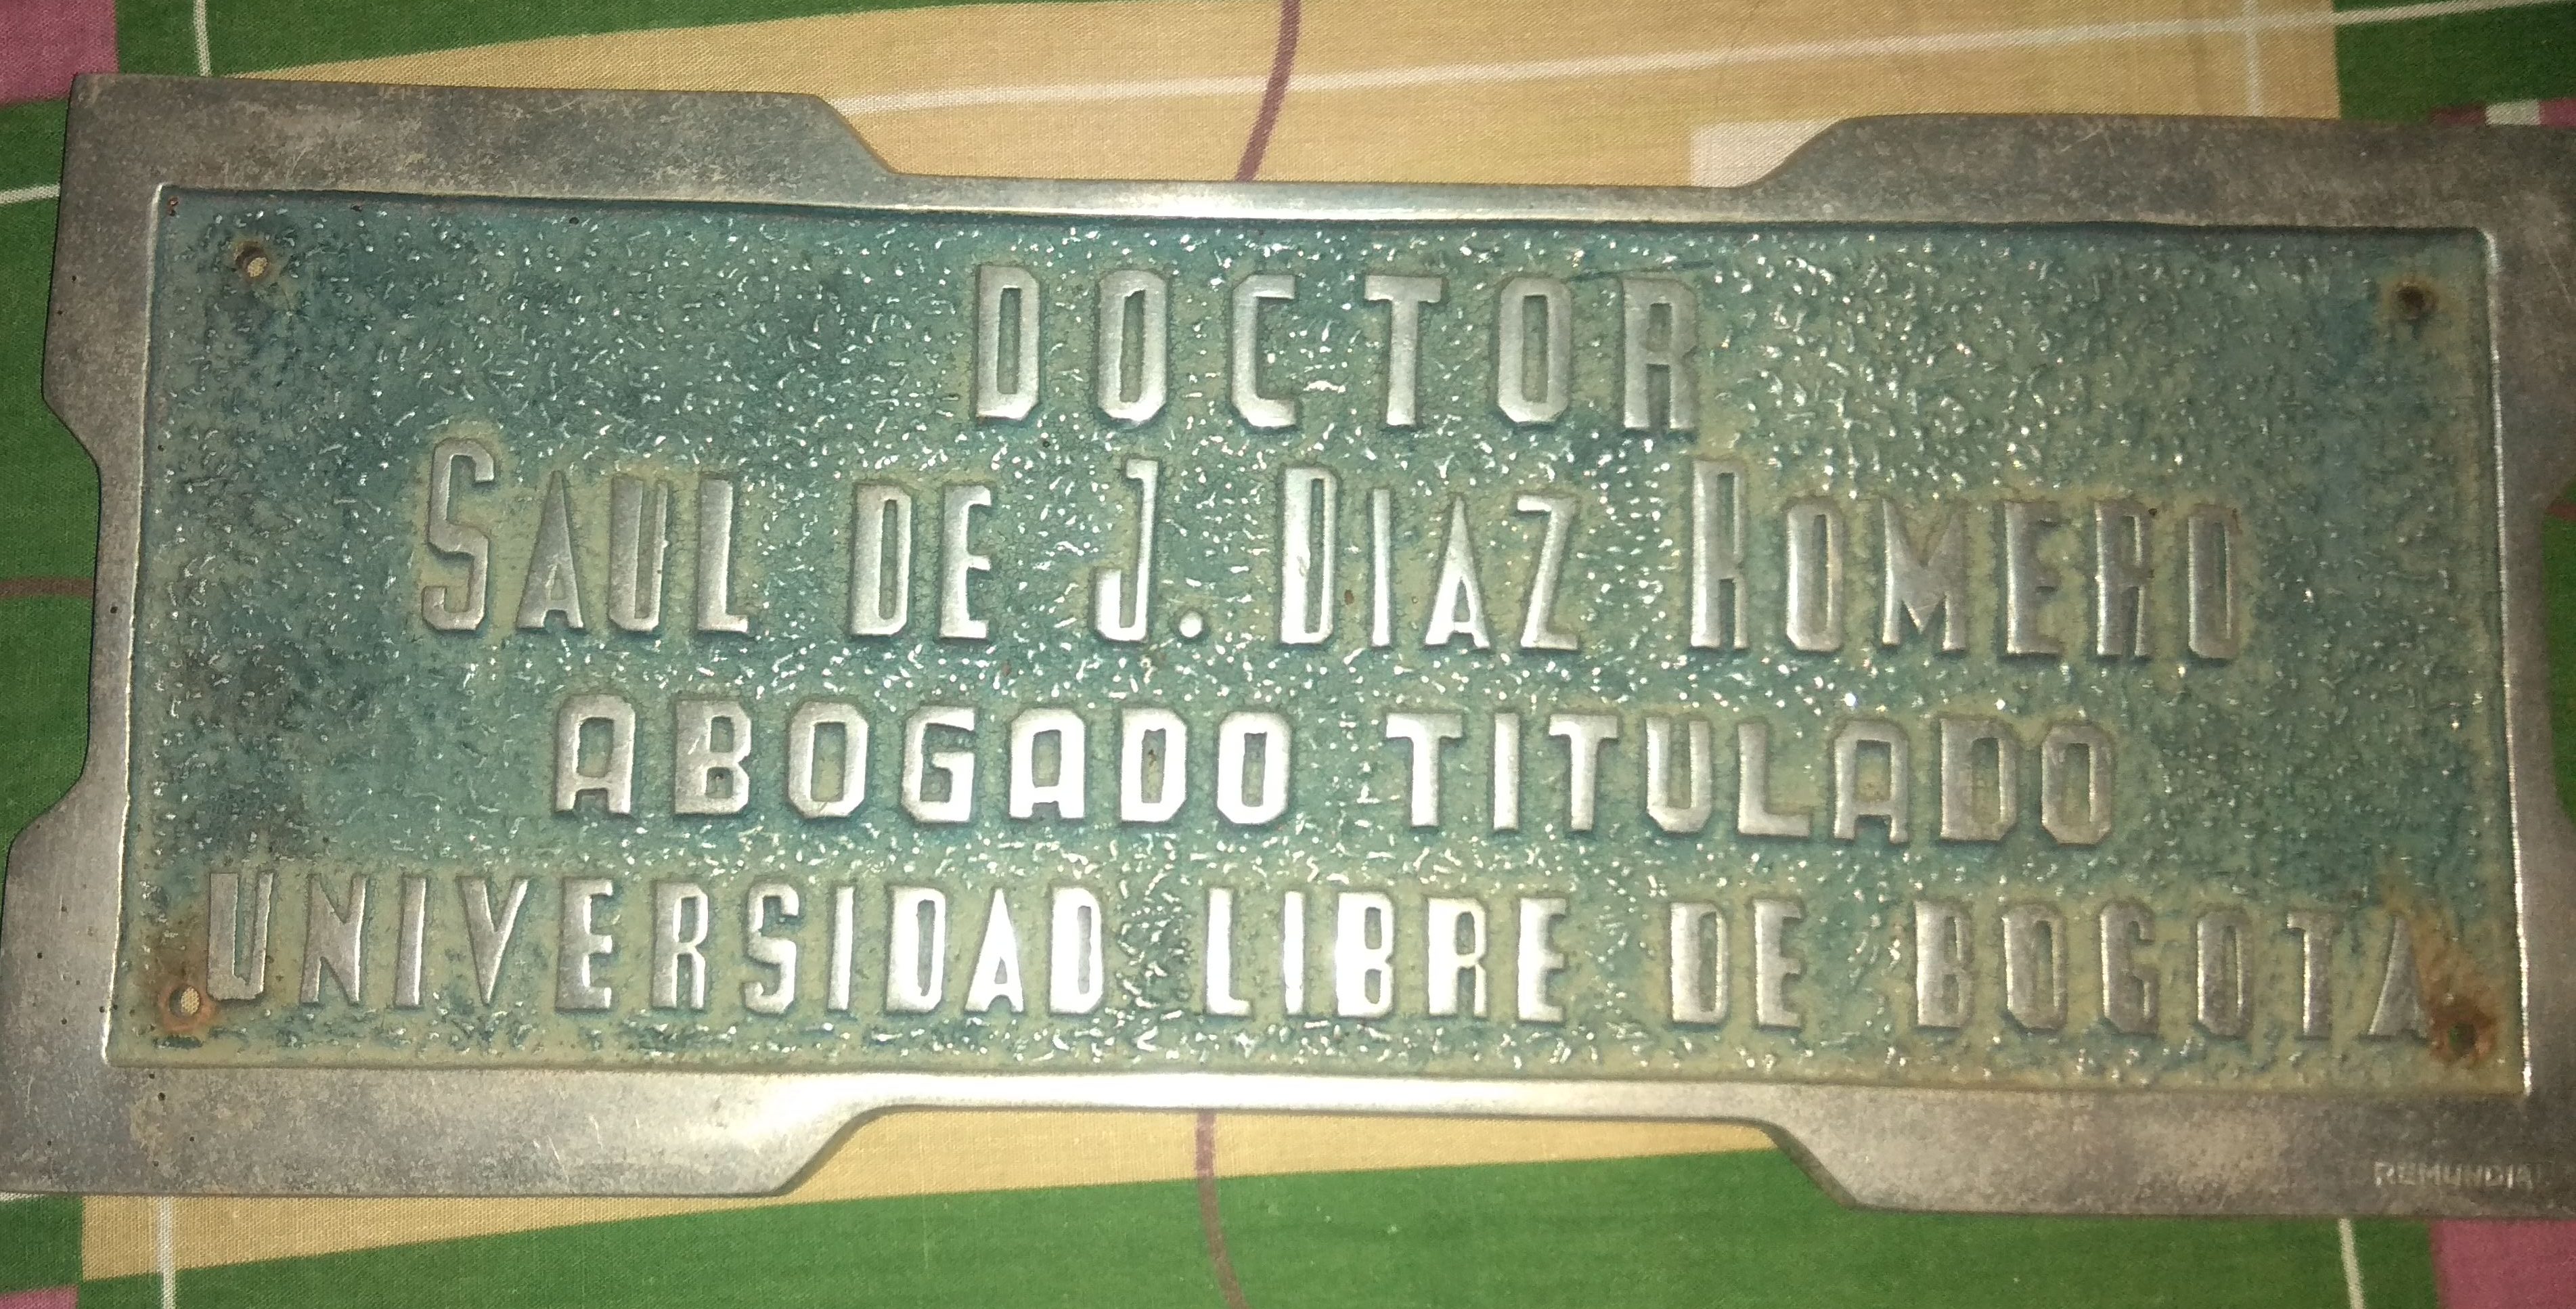 DOCTOR
SAUL DE J. DIAZ ROMERO
ABOGADO TITULADO
UNIVERSIDAD LIBRE DE BOGOTA
REMUNDIAL